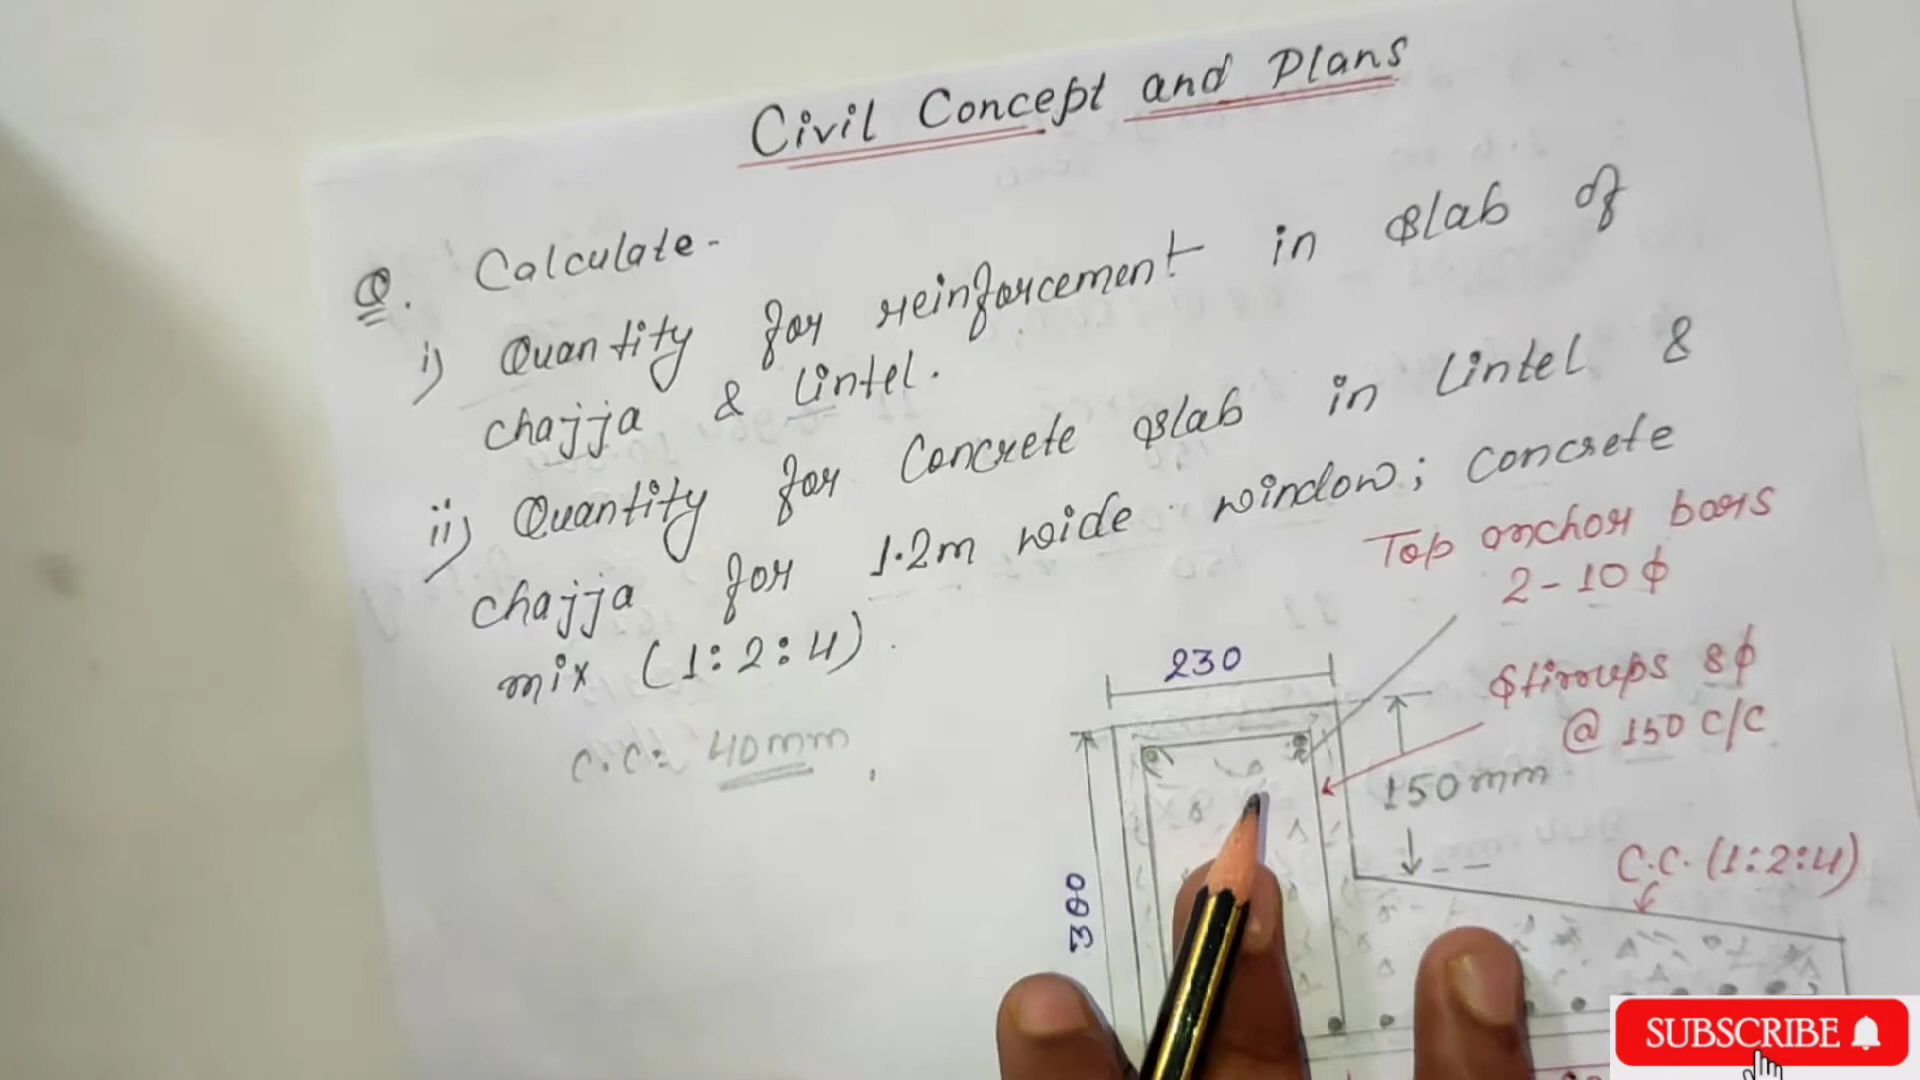 Civil Concept and Plans
Q. Calculate-
i) Quantity for reinforcement in slab of
chajja & Lintel.
ii) Quantity for Concrete slab in Lintel &
chajja for 1.2m wide window; concrete
mix (1:2:4).
C.C: 40mm
Top anchor bars
2-10ϕ
230
Stirrups 8ϕ
@ 150 C/C
150mm
300
C.C. (1:2:4)
SUBSCRIBE